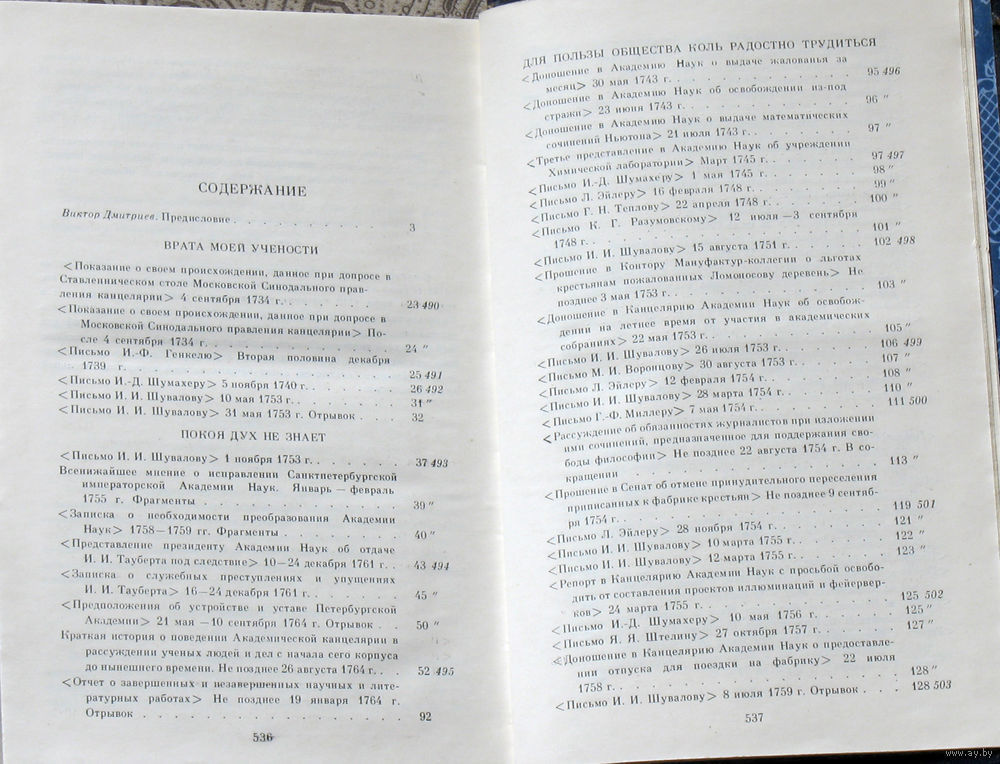 СОДЕРЖАНИЕ
Виктор Дмитриев. Предисловие . . . . . . . . 3
ВРАТА МОЕЙ УЧЕНОСТИ
<Показание о своем происхождении, данное при допросе в
Ставленническом столе Московской Синодального прав-
ления канцелярии> 4 сентября 1734 г. . . . . . . 23 490
<Показание о своем происхождении, данное при допросе в
Московской Синодального правления канцелярии> По-
сле 4 сентября 1734 г. . . . . . . . . . 24 "
<Письмо И.-Ф. Генкелю> Вторая половина декабря
1739 г. . . . . . . . . . . . . . 25 491
<Письмо И.-Д. Шумахеру> 5 ноября 1740 г. . . . . . 26 492
<Письмо И. И. Шувалову> 10 мая 1753 г. . . . . . . 31 "
<Письмо И. И. Шувалову> 31 мая 1753 г. Отрывок . . . 32
ПОКОЯ ДУХ НЕ ЗНАЕТ
<Письмо И. И. Шувалову> 1 ноября 1753 г. . . . . . 37 493
Всенижайшее мнение о исправлении Санктпетербургской
императорской Академии Наук. Январь — февраль
1755 г. Фрагменты . . . . . . . . . . 39 "
<Записка о необходимости преобразования Академии
Наук> 1758—1759 гг. Фрагменты . . . . . . . 40 "
<Представление президенту Академии Наук об отдаче
И. И. Тауберта под следствие> 10—24 декабря 1761 г. . . 43 494
<Записка о служебных преступлениях и упущениях
И. И. Тауберта> 16—24 декабря 1761 г. . . . . . 45 "
<Предположения об устройстве и уставе Петербургской
Академии> 21 мая —10 сентября 1764 г. Отрывок . . 50 "
Краткая история о поведении Академической канцелярии в
рассуждении ученых людей и дел с начала сего корпуса
до нынешнего времени. Не позднее 26 августа 1764 г. . . 52 495
<Отчет о завершенных и незавершенных научных и лите-
ратурных работах> Не позднее 19 января 1764 г.
Отрывок . . . . . . . . . . . . . 92
536
ДЛЯ ПОЛЬЗЫ ОБЩЕСТВА КОЛЬ РАДОСТНО ТРУДИТЬСЯ
<Доношение в Академию Наук о выдаче жалованья за
месяц> 30 мая 1743 г. . . . . . . . . 95 496
<Доношение в Академию Наук об освобождении из-под
стражи> 23 июня 1743 г. . . . . . . . . 96 "
<Доношение в Академию Наук о выдаче математических
сочинений Ньютона> 21 июля 1743 г. . . . . . 97 "
<Третье представление в Академию Наук об учреждении
Химической лаборатории> Март 1745 г. . . . . . 97 497
<Письмо И.-Д. Шумахеру> 1 мая 1745 г. . . . . . 98 "
<Письмо Л. Эйлеру> 16 февраля 1748 г. . . . . . 99 "
<Письмо Г. Н. Теплову> 22 апреля 1748 г. . . . . . 100 "
<Письмо К. Г. Разумовскому> 12 июля —3 сентября
1748 г. . . . . . . . . . . . . . 101 "
<Письмо И. И. Шувалову> 15 августа 1751 г. . . . . 102 498
<Прошение в Контору Мануфактур-коллегии о льготах
крестьянам пожалованных Ломоносову деревень> Не
позднее 3 мая 1753 г. . . . . . . . . . 103 "
<Доношение в Канцелярию Академии Наук об освобож-
дении на летнее время от участия в академических
собраниях> 22 мая 1753 г. . . . . . . . . 105 "
<Письмо И. И. Шувалову> 26 июля 1753 г. . . . . . 106 499
<Письмо М. И. Воронцову> 30 августа 1753 г. . . . . 107 "
<Письмо Л. Эйлеру> 12 февраля 1754 г. . . . . . 108 "
<Письмо И. И. Шувалову> 28 марта 1754 г. . . . . . 110 "
<Письмо Г.-Ф. Миллеру> 7 мая 1754 г. . . . . . . 111 500
<Рассуждение об обязанностях журналистов при изложении
ими сочинений, предназначенное для поддержания сво-
боды философии> Не позднее 22 августа 1754 г. В со-
кращении . . . . . . . . . . . . 113 "
<Прошение в Сенат об отмене принудительного переселения
приписанных к фабрике крестьян> Не позднее 9 сентяб-
ря 1754 г. . . . . . . . . . . . . 119 501
<Письмо Л. Эйлеру> 28 ноября 1754 г. . . . . . . 121 "
<Письмо И. И. Шувалову> 10 марта 1755 г. . . . . . 122 "
<Письмо И. И. Шувалову> 12 марта 1755 г. . . . . . 123 "
<Репорт в Канцелярию Академии Наук с просьбой освобо-
дить от составления проектов иллюминаций и фейервер-
ков> 24 марта 1755 г. . . . . . . . . . 125 502
<Письмо И.-Д. Шумахеру> 10 мая 1756 г. . . . . . 125 "
<Письмо Я. Я. Штелину> 27 октября 1757 г. . . . . 127 "
<Доношение в Канцелярию Академии Наук о предоставле-
нии отпуска для поездки на фабрику> 22 июля
1758 г. . . . . . . . . . . . . . 128 "
<Письмо И. И. Шувалову> 8 июля 1759 г. Отрывок . . . 128 503
537
www.ay.by